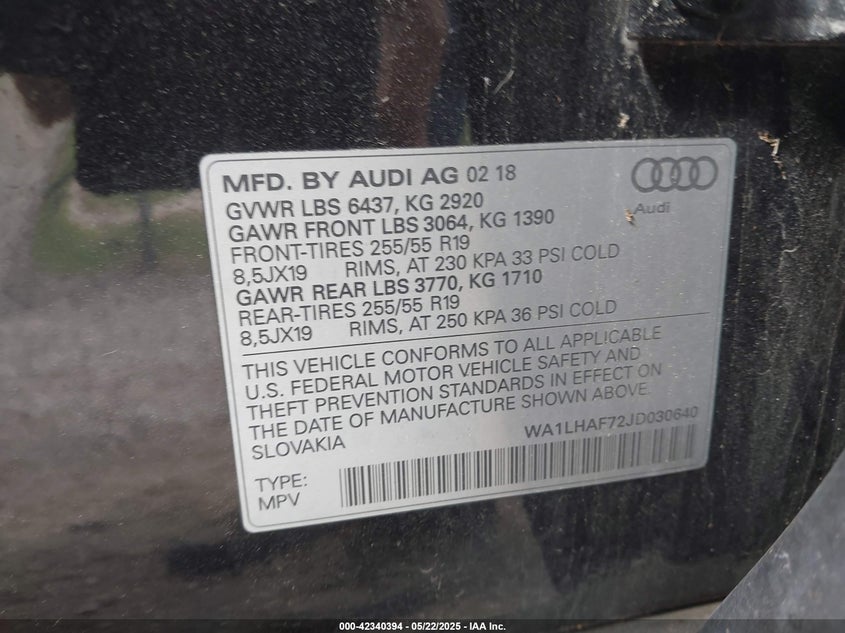 MFD. BY AUDI AG 02 18
Audi
GVWR LBS 6437, KG 2920
GAWR FRONT LBS 3064, KG 1390
FRONT-TIRES 255/55 R19
8,5JX19 RIMS, AT 230 KPA 33 PSI COLD
GAWR REAR LBS 3770, KG 1710
REAR-TIRES 255/55 R19
8,5JX19 RIMS, AT 250 KPA 36 PSI COLD
THIS VEHICLE CONFORMS TO ALL APPLICABLE
U.S. FEDERAL MOTOR VEHICLE SAFETY AND
THEFT PREVENTION STANDARDS IN EFFECT ON
THE DATE OF MANUFACTURE SHOWN ABOVE.
SLOVAKIA WA1LHAF72JD030640
TYPE:
MPV
000-42340394 - 05/22/2025 - IAA Inc.